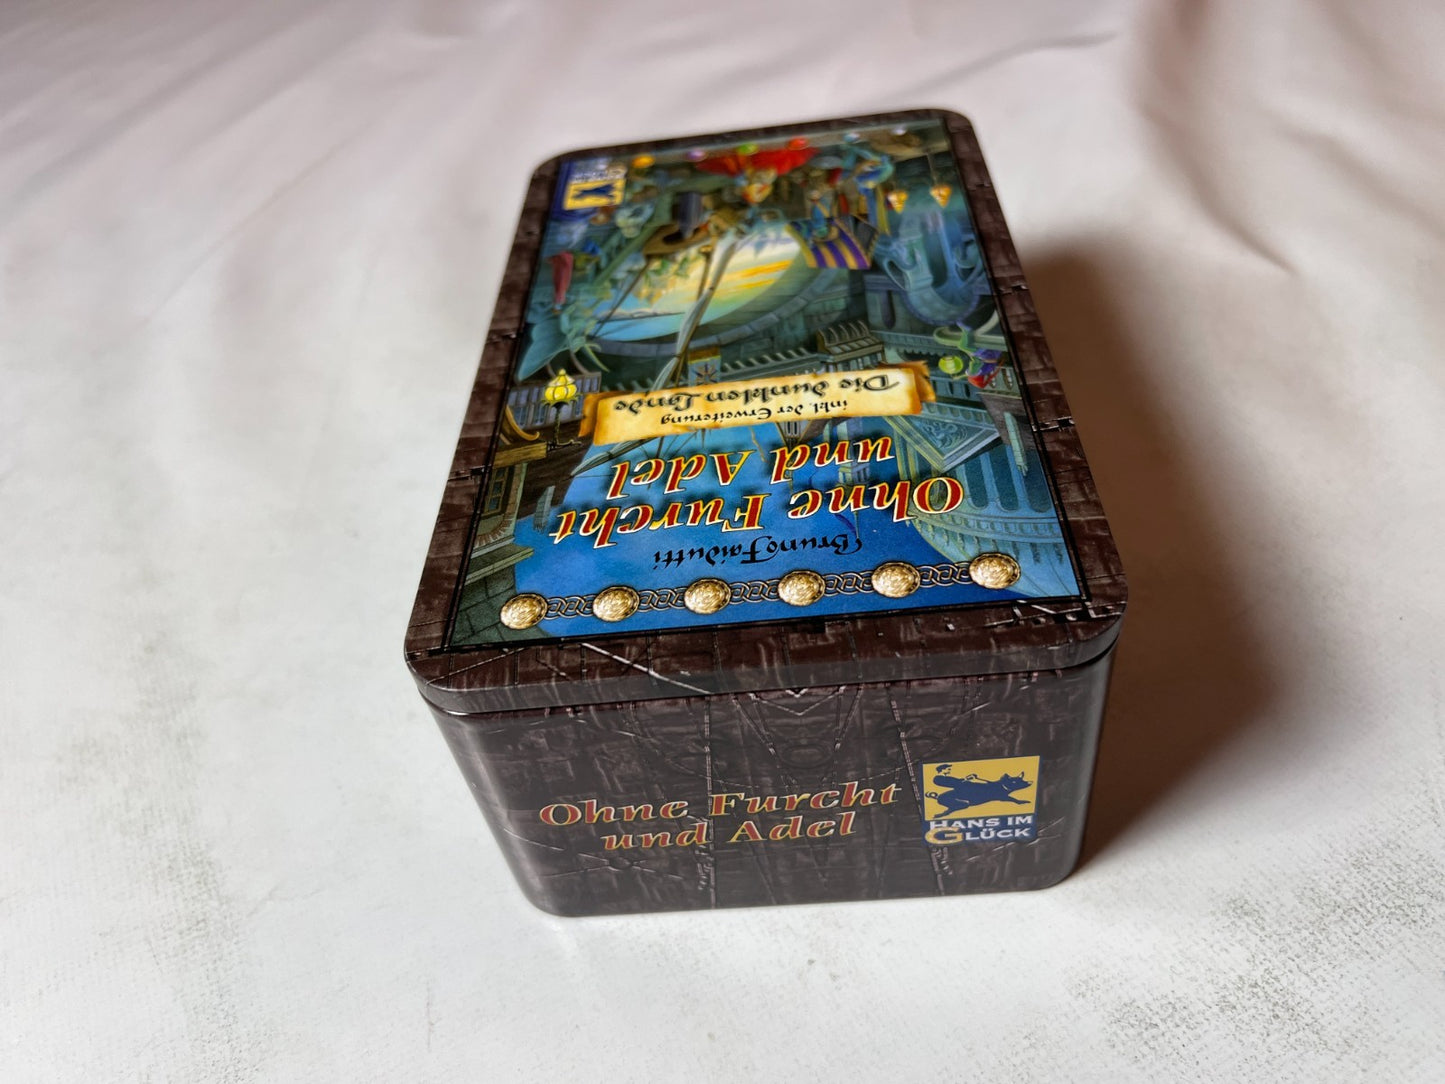 Bruno Faidutti
Ohne Furcht
und Adel
inkl. der Erweiterung
Die dunklen Lande
Ohne Furcht
und Adel
HANS IM
GLÜCK